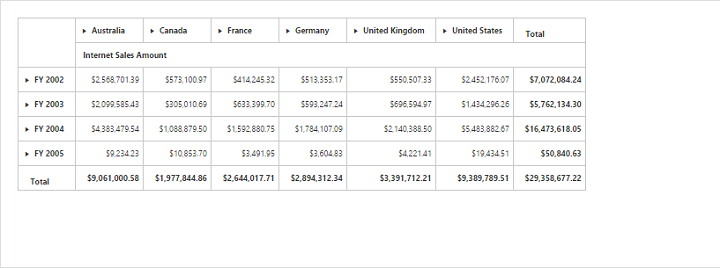 Australia Canada France Germany United Kingdom United States Total
Internet Sales Amount
FY 2002 $2,568,701.39 $573,100.97 $414,245.32 $513,353.17 $550,507.33 $2,452,176.07 $7,072,084.24
FY 2003 $2,099,585.43 $305,010.69 $633,399.70 $593,247.24 $696,594.97 $1,434,296.26 $5,762,134.30
FY 2004 $4,383,479.54 $1,088,879.50 $1,592,880.75 $1,784,107.09 $2,140,388.50 $5,483,882.67 $16,473,618.05
FY 2005 $9,234.23 $10,853.70 $3,491.95 $3,604.83 $4,221.41 $19,434.51 $50,840.63
Total $9,061,000.58 $1,977,844.86 $2,644,017.71 $2,894,312.34 $3,391,712.21 $9,389,789.51 $29,358,677.22